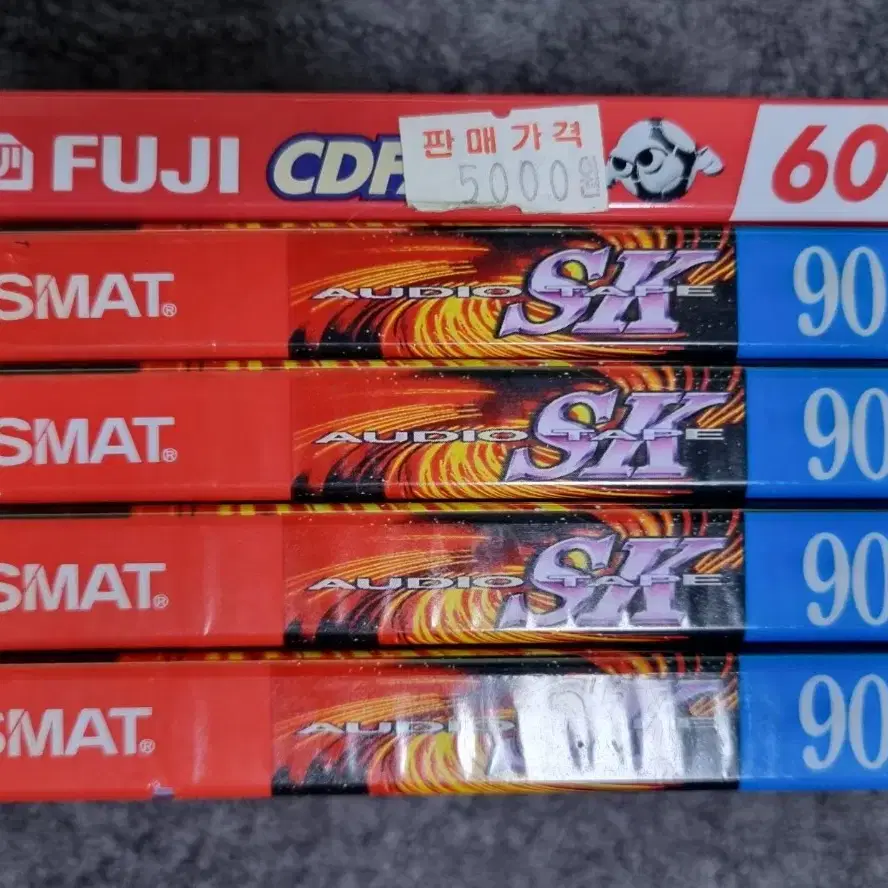 FUJI CDF 판매가격 60
5000원
SMAT® AUDIO TAPE SK 90
SMAT® AUDIO TAPE SK 90
SMAT® AUDIO TAPE SK 90
SMAT® AUDIO 90